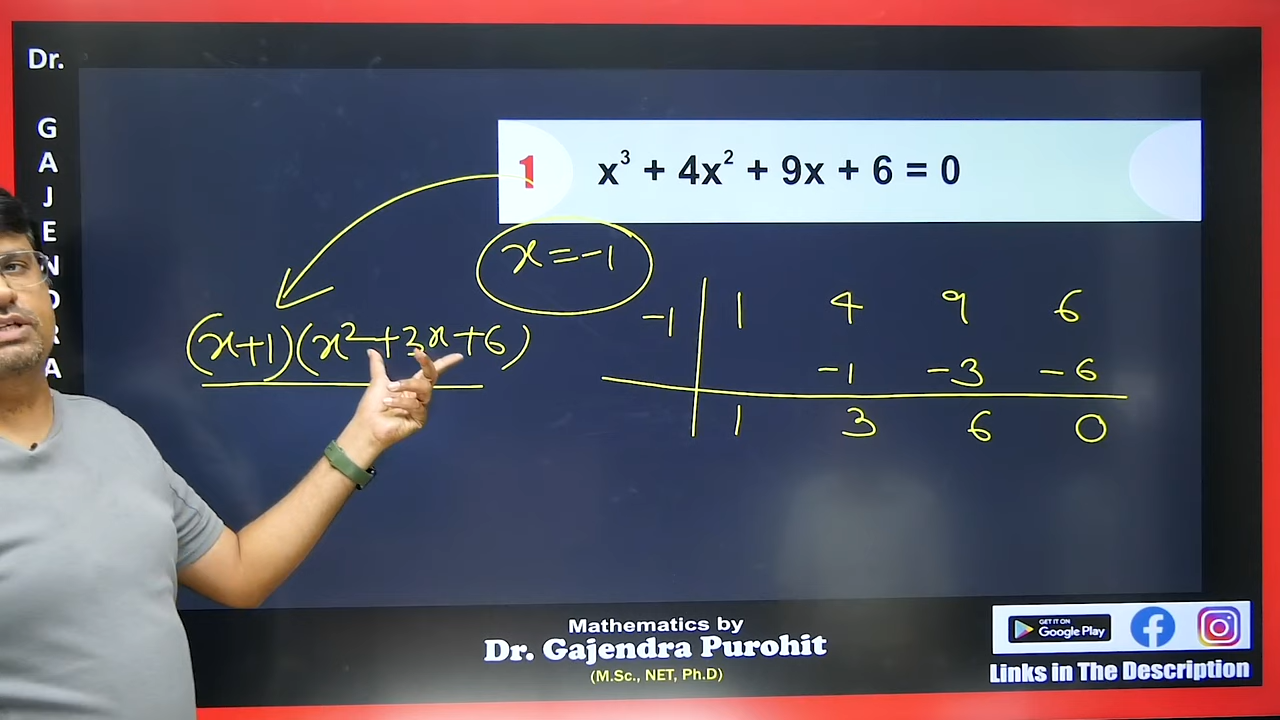 Dr.
GAJENDRA
1 x³ + 4x² + 9x + 6 = 0
x = -1
(x+1)(x²+3x+6)
-1 | 1 4 9 6
-1 -3 -6
1 3 6 0
Mathematics by
Dr. Gajendra Purohit
(M.Sc., NET, Ph.D)
GET IT ON
Google Play
Links in The Description